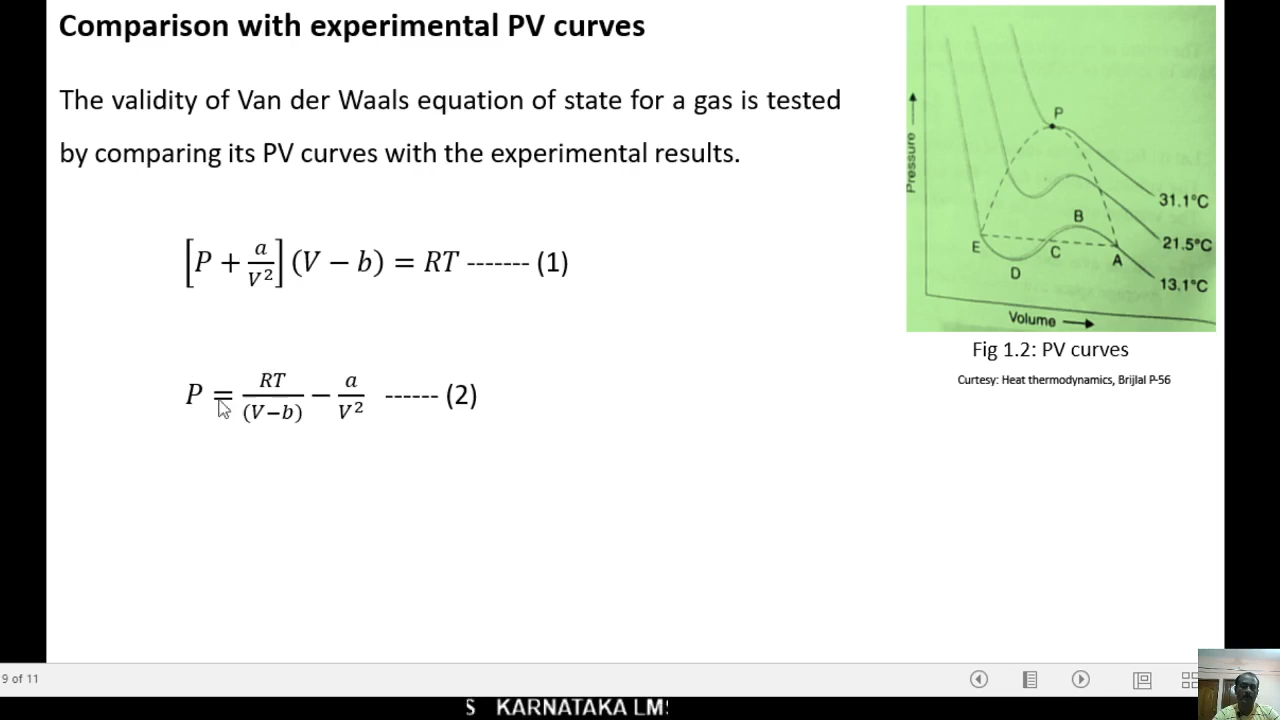 Comparison with experimental PV curves
The validity of Van der Waals equation of state for a gas is tested
by comparing its PV curves with the experimental results.
[P + a/V²] (V − b) = RT ------- (1)
P = RT/(V−b) − a/V² ------ (2)
Pressure
P
31.1°C
B
21.5°C
E
C
A
D
13.1°C
Volume
Fig 1.2: PV curves
Curtesy: Heat thermodynamics, Brijlal P-56
9 of 11
S KARNATAKA LMS